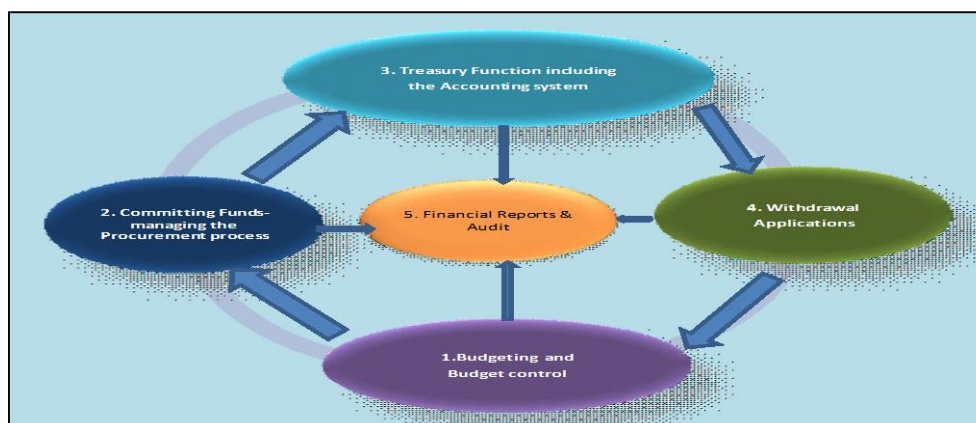 3. Treasury Function including
the Accounting system
2. Committing Funds-
managing the
Procurement process
5. Financial Reports &
Audit
4. Withdrawal
Applications
1.Budgeting and
Budget control